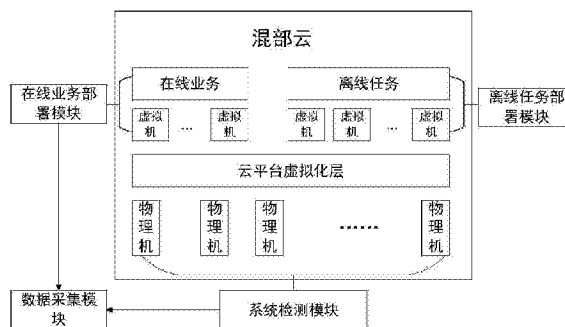 混部云
在线业务
离线任务
在线业务部
署模块
离线任务部
署模块
虚拟
机
...
虚拟
机
虚拟
机
虚拟
机
...
虚拟
机
云平台虚拟化层
物
理
机
物
理
机
物
理
机
......
物
理
机
数据采集模
块
系统检测模块